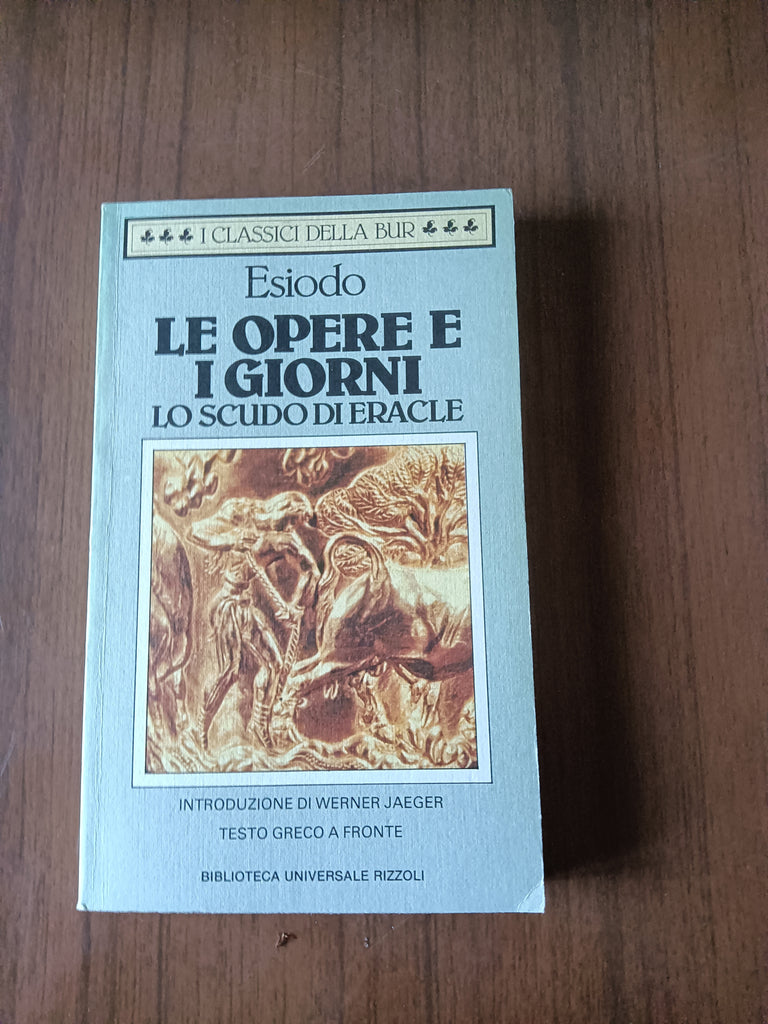 I CLASSICI DELLA BUR
Esiodo
LE OPERE E
I GIORNI
LO SCUDO DI ERACLE
INTRODUZIONE DI WERNER JAEGER
TESTO GRECO A FRONTE
BIBLIOTECA UNIVERSALE RIZZOLI